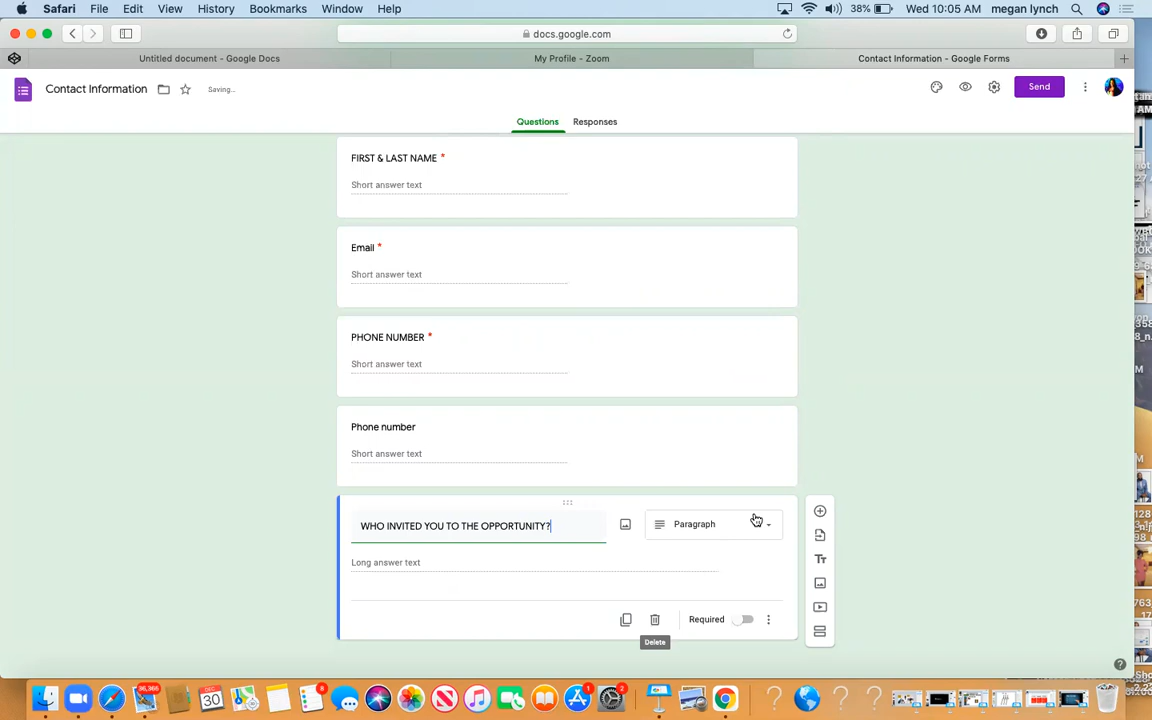 Safari File Edit View History Bookmarks Window Help 38% Wed 10:05 AM megan lynch
docs.google.com
Untitled document - Google Docs My Profile - Zoom Contact Information - Google Forms
Contact Information Saving... Send
Questions Responses
FIRST & LAST NAME *
Short answer text
Email *
Short answer text
PHONE NUMBER *
Short answer text
Phone number
Short answer text
WHO INVITED YOU TO THE OPPORTUNITY? Paragraph
Long answer text
Required
Delete